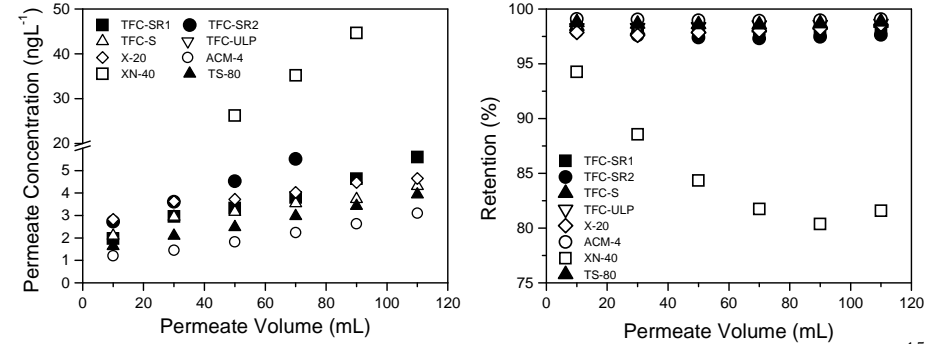 Permeate Concentration (ngL⁻¹)
50
40
30
20
5
4
3
2
1
0
TFC-SR1 TFC-SR2
TFC-S TFC-ULP
X-20 ACM-4
XN-40 TS-80
0 20 40 60 80 100 120
Permeate Volume (mL)
Retention (%)
100
95
90
85
80
75
TFC-SR1
TFC-SR2
TFC-S
TFC-ULP
X-20
ACM-4
XN-40
TS-80
0 20 40 60 80 100 120
Permeate Volume (mL)